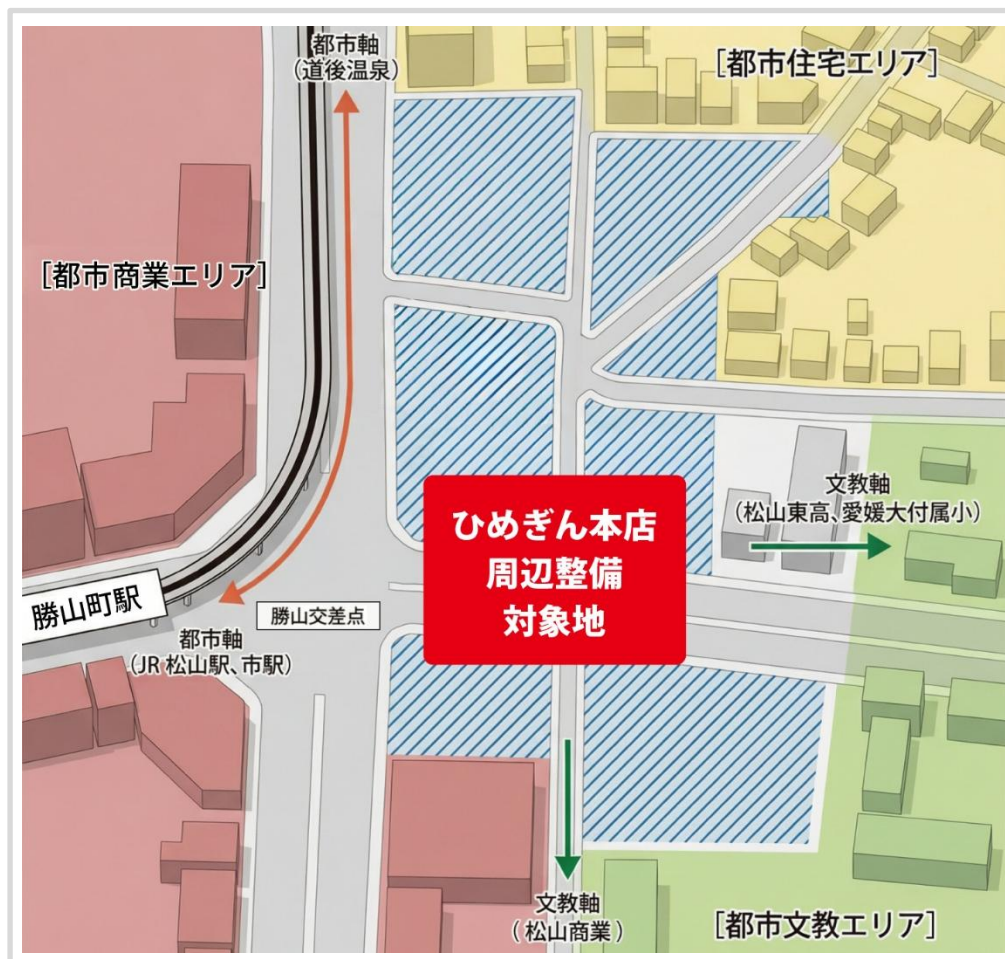 都市軸
(道後温泉)
[都市住宅エリア]
[都市商業エリア]
文教軸
(松山東高、愛媛大付属小)
ひめぎん本店
周辺整備
対象地
勝山町駅
勝山交差点
都市軸
(JR 松山駅、市駅)
文教軸
(松山商業)
[都市文教エリア]